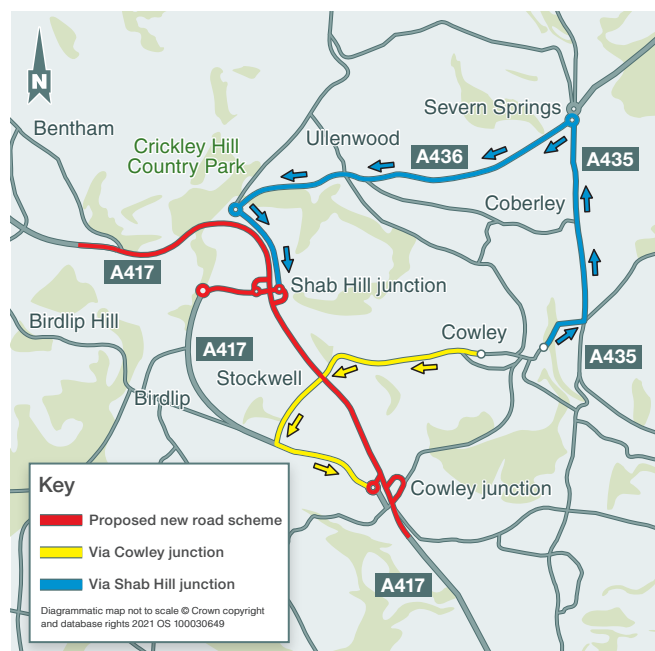 N
Bentham
Crickley Hill
Country Park
Ullenwood
Severn Springs
A436
A435
Coberley
A417
Shab Hill junction
Birdlip Hill
A417
Cowley
A435
Stockwell
Birdlip
Cowley junction
A417
Key
Proposed new road scheme
Via Cowley junction
Via Shab Hill junction
Diagrammatic map not to scale © Crown copyright
and database rights 2021 OS 100030649